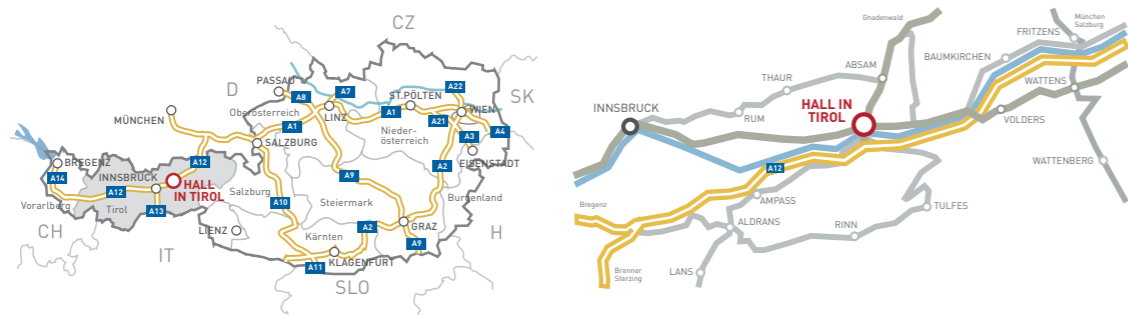 CZ
D
PASSAU
A8
A7
A22
Oberösterreich
LINZ
ST.PÖLTEN
WIEN
SK
MÜNCHEN
A1
A1
A21
Nieder-
österreich
A3
A4
SALZBURG
EISENSTADT
A12
A2
BREGENZ
INNSBRUCK
HALL
IN TIROL
A14
A12
A9
Vorarlberg
Tirol
A13
Salzburg
A10
Steiermark
Burgenland
CH
IT
LIENZ
Kärnten
A2
GRAZ
A9
H
KLAGENFURT
A11
SLO
Gnadenwald
München
Salzburg
FRITZENS
BAUMKIRCHEN
ABSAM
THAUR
WATTENS
INNSBRUCK
RUM
HALL IN
TIROL
VOLDERS
WATTENBERG
A12
AMPASS
Bregenz
ALDRANS
TULFES
RINN
Brenner
Sterzing
LANS